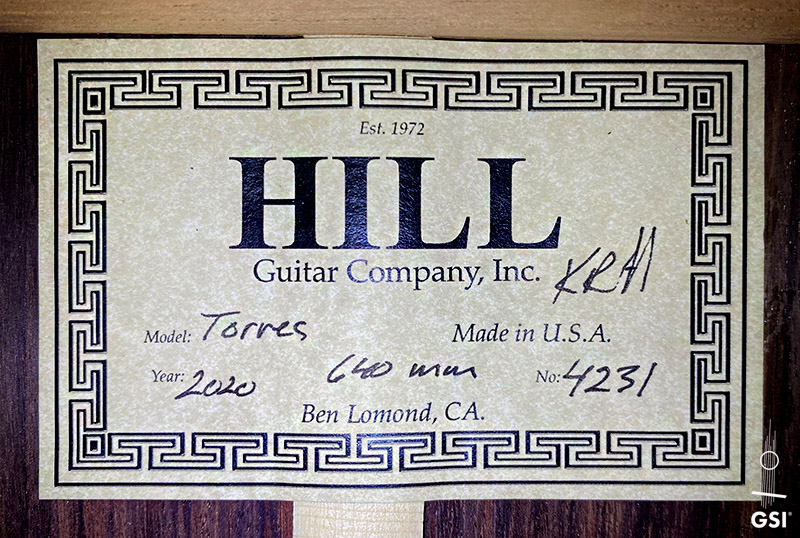 Est. 1972
HILL
Guitar Company, Inc. KRH
Model: Torres Made in U.S.A.
Year: 2020 640 mm No: 4231
Ben Lomond, CA.
GSI